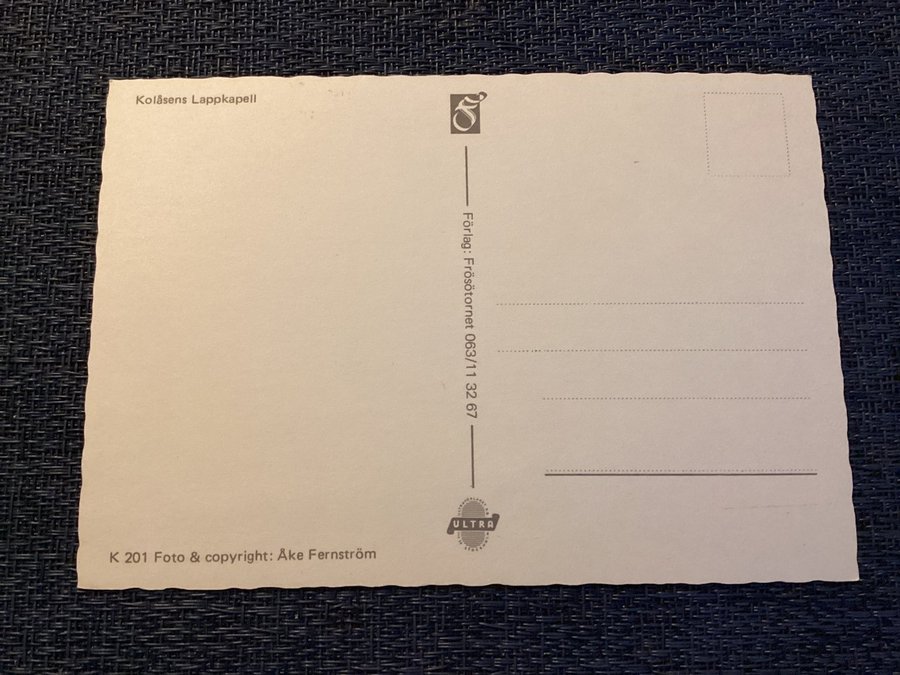 Kolåsens Lappkapell
Förlag: Frösötornet 063/11 32 67
ULTRA
K 201 Foto & copyright: Åke Fernström